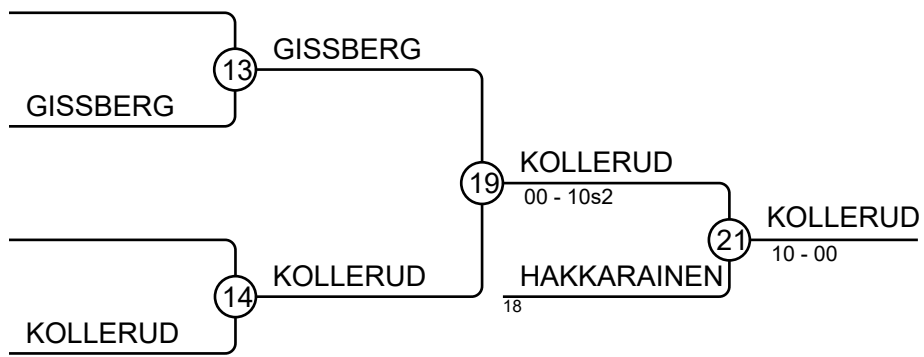 GISSBERG
13
GISSBERG
KOLLERUD
19
00 - 10s2
KOLLERUD
21
10 - 00
KOLLERUD
14
HAKKARAINEN
18
KOLLERUD